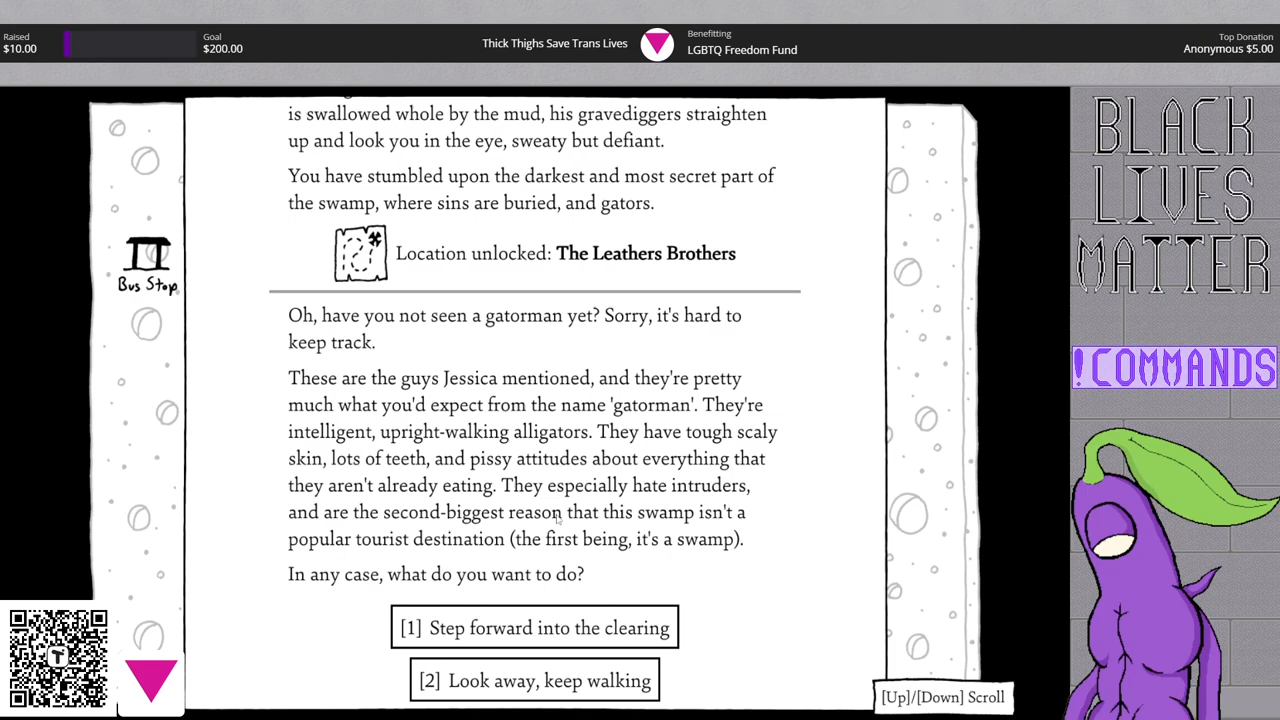 Raised
$10.00
Goal
$200.00
Thick Thighs Save Trans Lives
Benefitting
LGBTQ Freedom Fund
Top Donation
Anonymous $5.00
is swallowed whole by the mud, his gravediggers straighten
up and look you in the eye, sweaty but defiant.
You have stumbled upon the darkest and most secret part of
the swamp, where sins are buried, and gators.
Location unlocked: The Leathers Brothers
Bus Stop
Oh, have you not seen a gatorman yet? Sorry, it's hard to
keep track.
These are the guys Jessica mentioned, and they're pretty
much what you'd expect from the name 'gatorman'. They're
intelligent, upright-walking alligators. They have tough scaly
skin, lots of teeth, and pissy attitudes about everything that
they aren't already eating. They especially hate intruders,
and are the second-biggest reason that this swamp isn't a
popular tourist destination (the first being, it's a swamp).
In any case, what do you want to do?
[1] Step forward into the clearing
[2] Look away, keep walking
[Up]/[Down] Scroll
BLACK
LIVES
MATTER
!COMMANDS
T